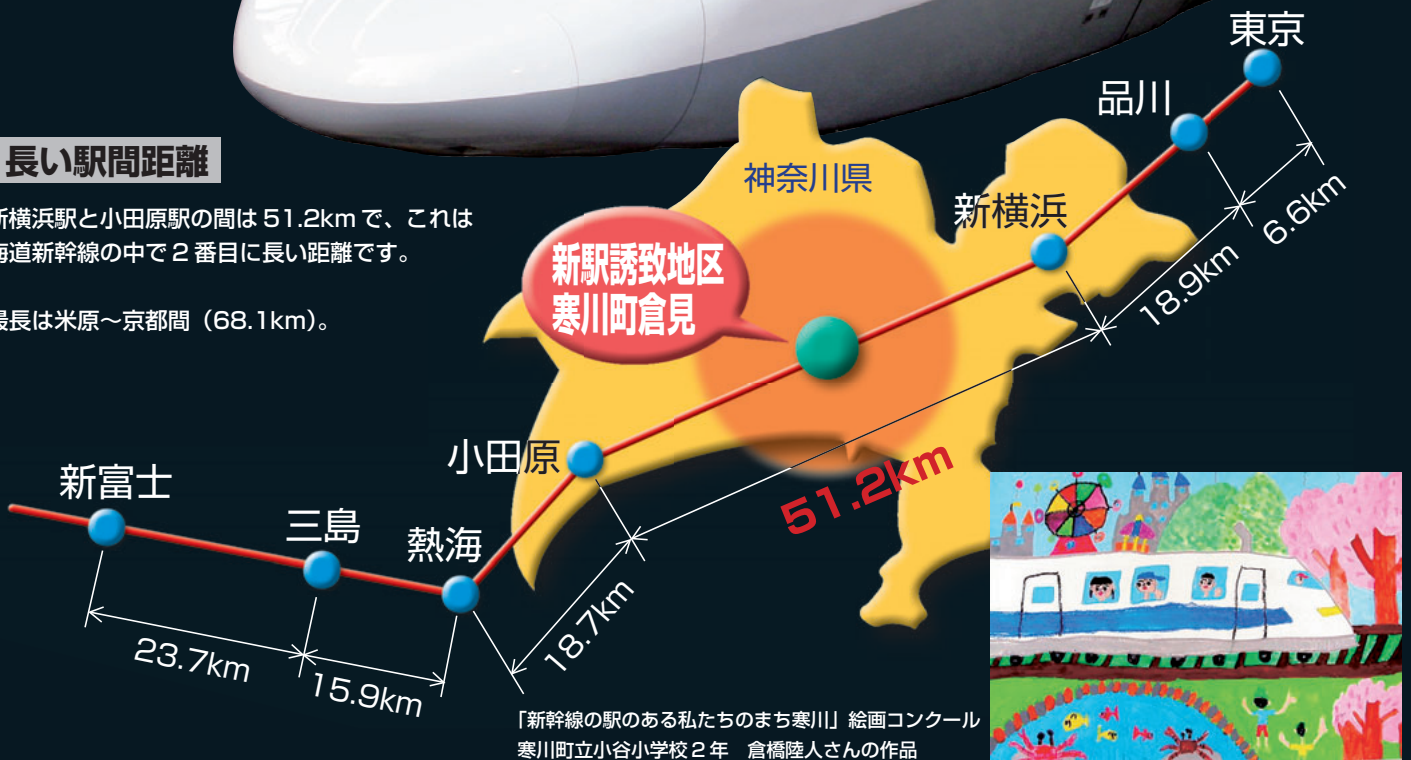 長い駅間距離
新横浜駅と小田原駅の間は51.2kmで、これは
海道新幹線の中で2番目に長い距離です。
最長は米原～京都間（68.1km）。
東京
品川
神奈川県
新横浜
新駅誘致地区
寒川町倉見
6.6km
18.9km
小田原
51.2km
新富士
三島
熱海
18.7km
23.7km
15.9km
「新幹線の駅のある私たちのまち寒川」絵画コンクール
寒川町立小谷小学校2年　倉橋陸人さんの作品